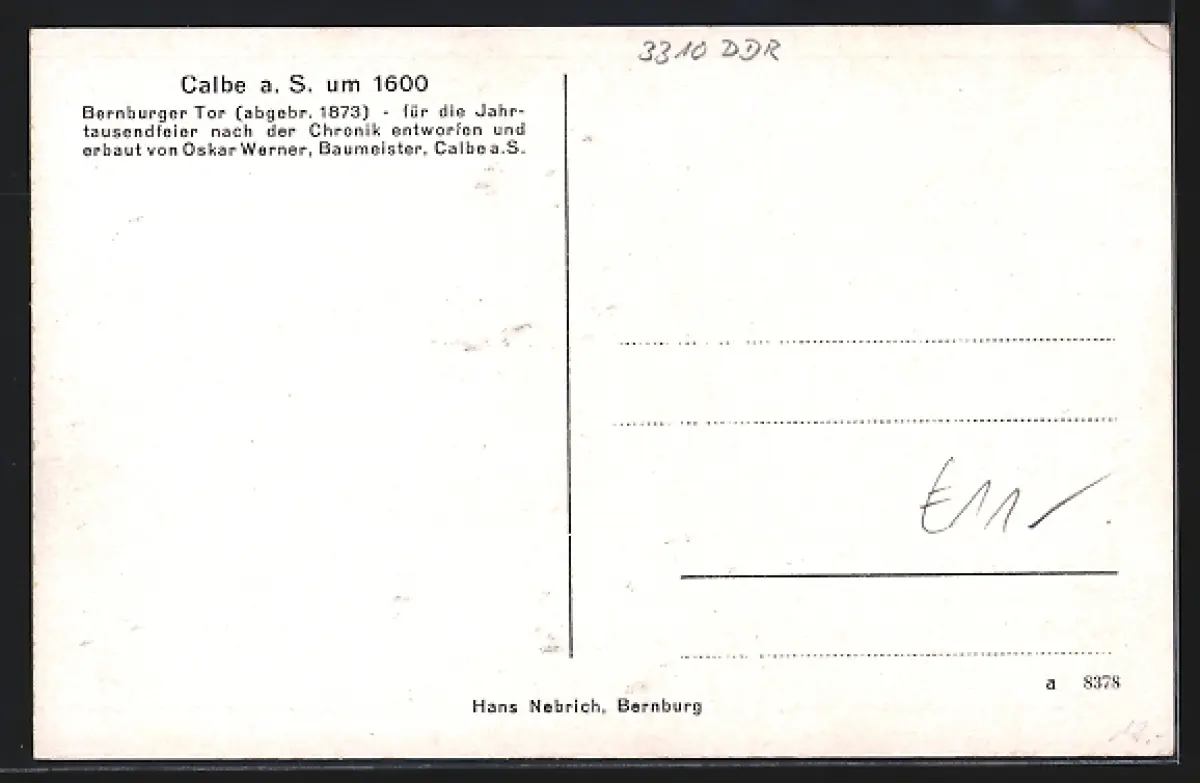 3310 DDR
Calbe a. S. um 1600
Bernburger Tor (abgebr. 1873) - für die Jahr-
tausendfeier nach der Chronik entworfen und
erbaut von Oskar Werner, Baumeister, Calbe a.S.
a 8378
Hans Nebrich, Bernburg
12.-